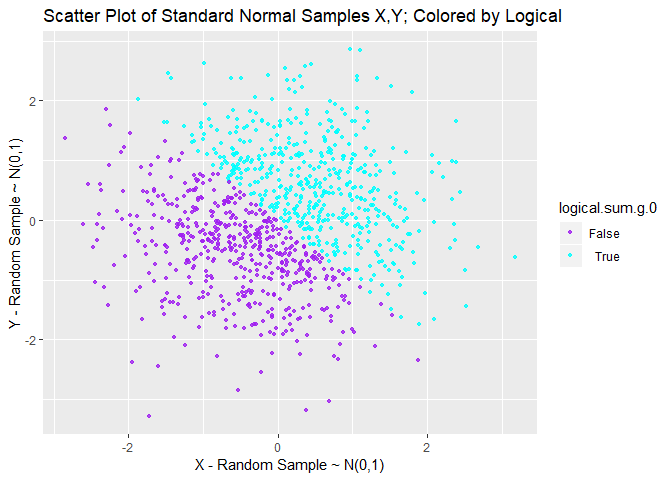 Scatter Plot of Standard Normal Samples X,Y; Colored by Logical
2
0
-2
Y - Random Sample ~ N(0,1)
-2
0
2
X - Random Sample ~ N(0,1)
logical.sum.g.0
False
True